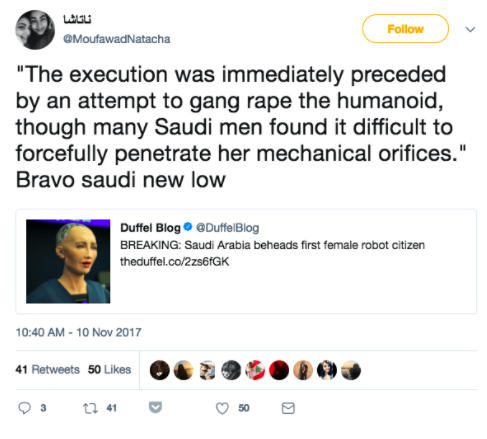 ناتاشا
@MoufawadNatacha
Follow
"The execution was immediately preceded
by an attempt to gang rape the humanoid,
though many Saudi men found it difficult to
forcefully penetrate her mechanical orifices."
Bravo saudi new low
Duffel Blog @DuffelBlog
BREAKING: Saudi Arabia beheads first female robot citizen
theduffel.co/2zs6fGK
10:40 AM - 10 Nov 2017
41 Retweets 50 Likes
3 41 50